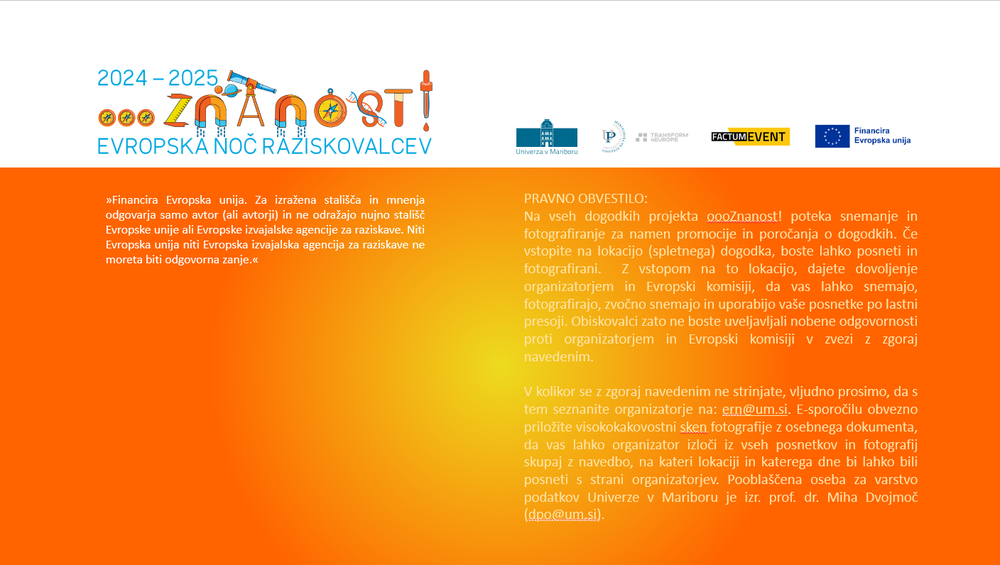 2024 – 2025
ooo ZnAnOST!
EVROPSKA NOČ RAZISKOVALCEV
Univerza v Mariboru
UP
TRANSFORM
4EUROPE
FACTUMEVENT
Financira
Evropska unija
»Financira Evropska unija. Za izražena stališča in mnenja
odgovarja samo avtor (ali avtorji) in ne odražajo nujno stališč
Evropske unije ali Evropske izvajalske agencije za raziskave. Niti
Evropska unija niti Evropska izvajalska agencija za raziskave ne
moreta biti odgovorna zanje.«
PRAVNO OBVESTILO:
Na vseh dogodkih projekta oooZnanost! poteka snemanje in
fotografiranje za namen promocije in poročanja o dogodkih. Če
vstopite na lokacijo (spletnega) dogodka, boste lahko posneti in
fotografirani. Z vstopom na to lokacijo, dajete dovoljenje
organizatorjem in Evropski komisiji, da vas lahko snemajo,
fotografirajo, zvočno snemajo in uporabijo vaše posnetke po lastni
presoji. Obiskovalci zato ne boste uveljavljali nobene odgovornosti
proti organizatorjem in Evropski komisiji v zvezi z zgoraj
navedenim.
V kolikor se z zgoraj navedenim ne strinjate, vljudno prosimo, da s
tem seznanite organizatorje na: ern@um.si. E-sporočilu obvezno
priložite visokokakovostni sken fotografije z osebnega dokumenta,
da vas lahko organizator izloči iz vseh posnetkov in fotografij
skupaj z navedbo, na kateri lokaciji in katerega dne bi lahko bili
posneti s strani organizatorjev. Pooblaščena oseba za varstvo
podatkov Univerze v Mariboru je izr. prof. dr. Miha Dvojmoč
(dpo@um.si).